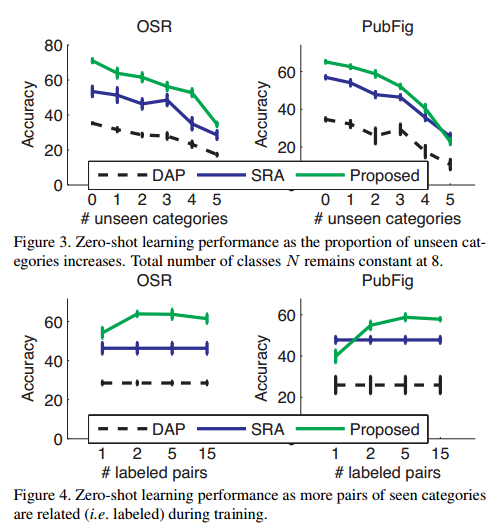 OSR PubFig
80
60
40
20
0
Accuracy
60
40
20
Accuracy
DAP SRA Proposed
0 1 2 3 4 5
0 1 2 3 4 5
# unseen categories # unseen categories
Figure 3. Zero-shot learning performance as the proportion of unseen cat-
egories increases. Total number of classes N remains constant at 8.
OSR PubFig
60
40
20
0
Accuracy
60
40
20
Accuracy
DAP SRA Proposed
1 2 5 15
1 2 5 15
# labeled pairs # labeled pairs
Figure 4. Zero-shot learning performance as more pairs of seen categories
are related (i.e. labeled) during training.